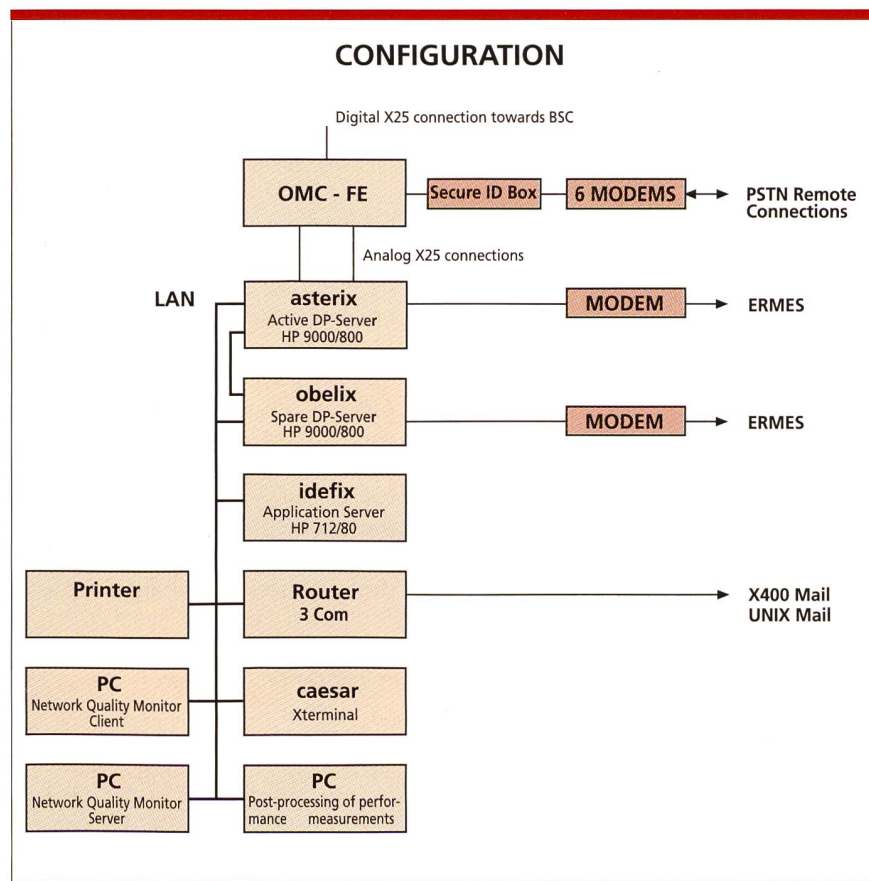 CONFIGURATION
Digital X25 connection towards BSC
OMC - FE
Secure ID Box
6 MODEMS
PSTN Remote
Connections
Analog X25 connections
LAN
asterix
Active DP-Server
HP 9000/800
MODEM
ERMES
obelix
Spare DP-Server
HP 9000/800
MODEM
ERMES
idefix
Application Server
HP 712/80
Printer
Router
3 Com
X400 Mail
UNIX Mail
PC
Network Quality Monitor
Client
caesar
Xterminal
PC
Network Quality Monitor
Server
PC
Post-processing of perfor-
mance measurements